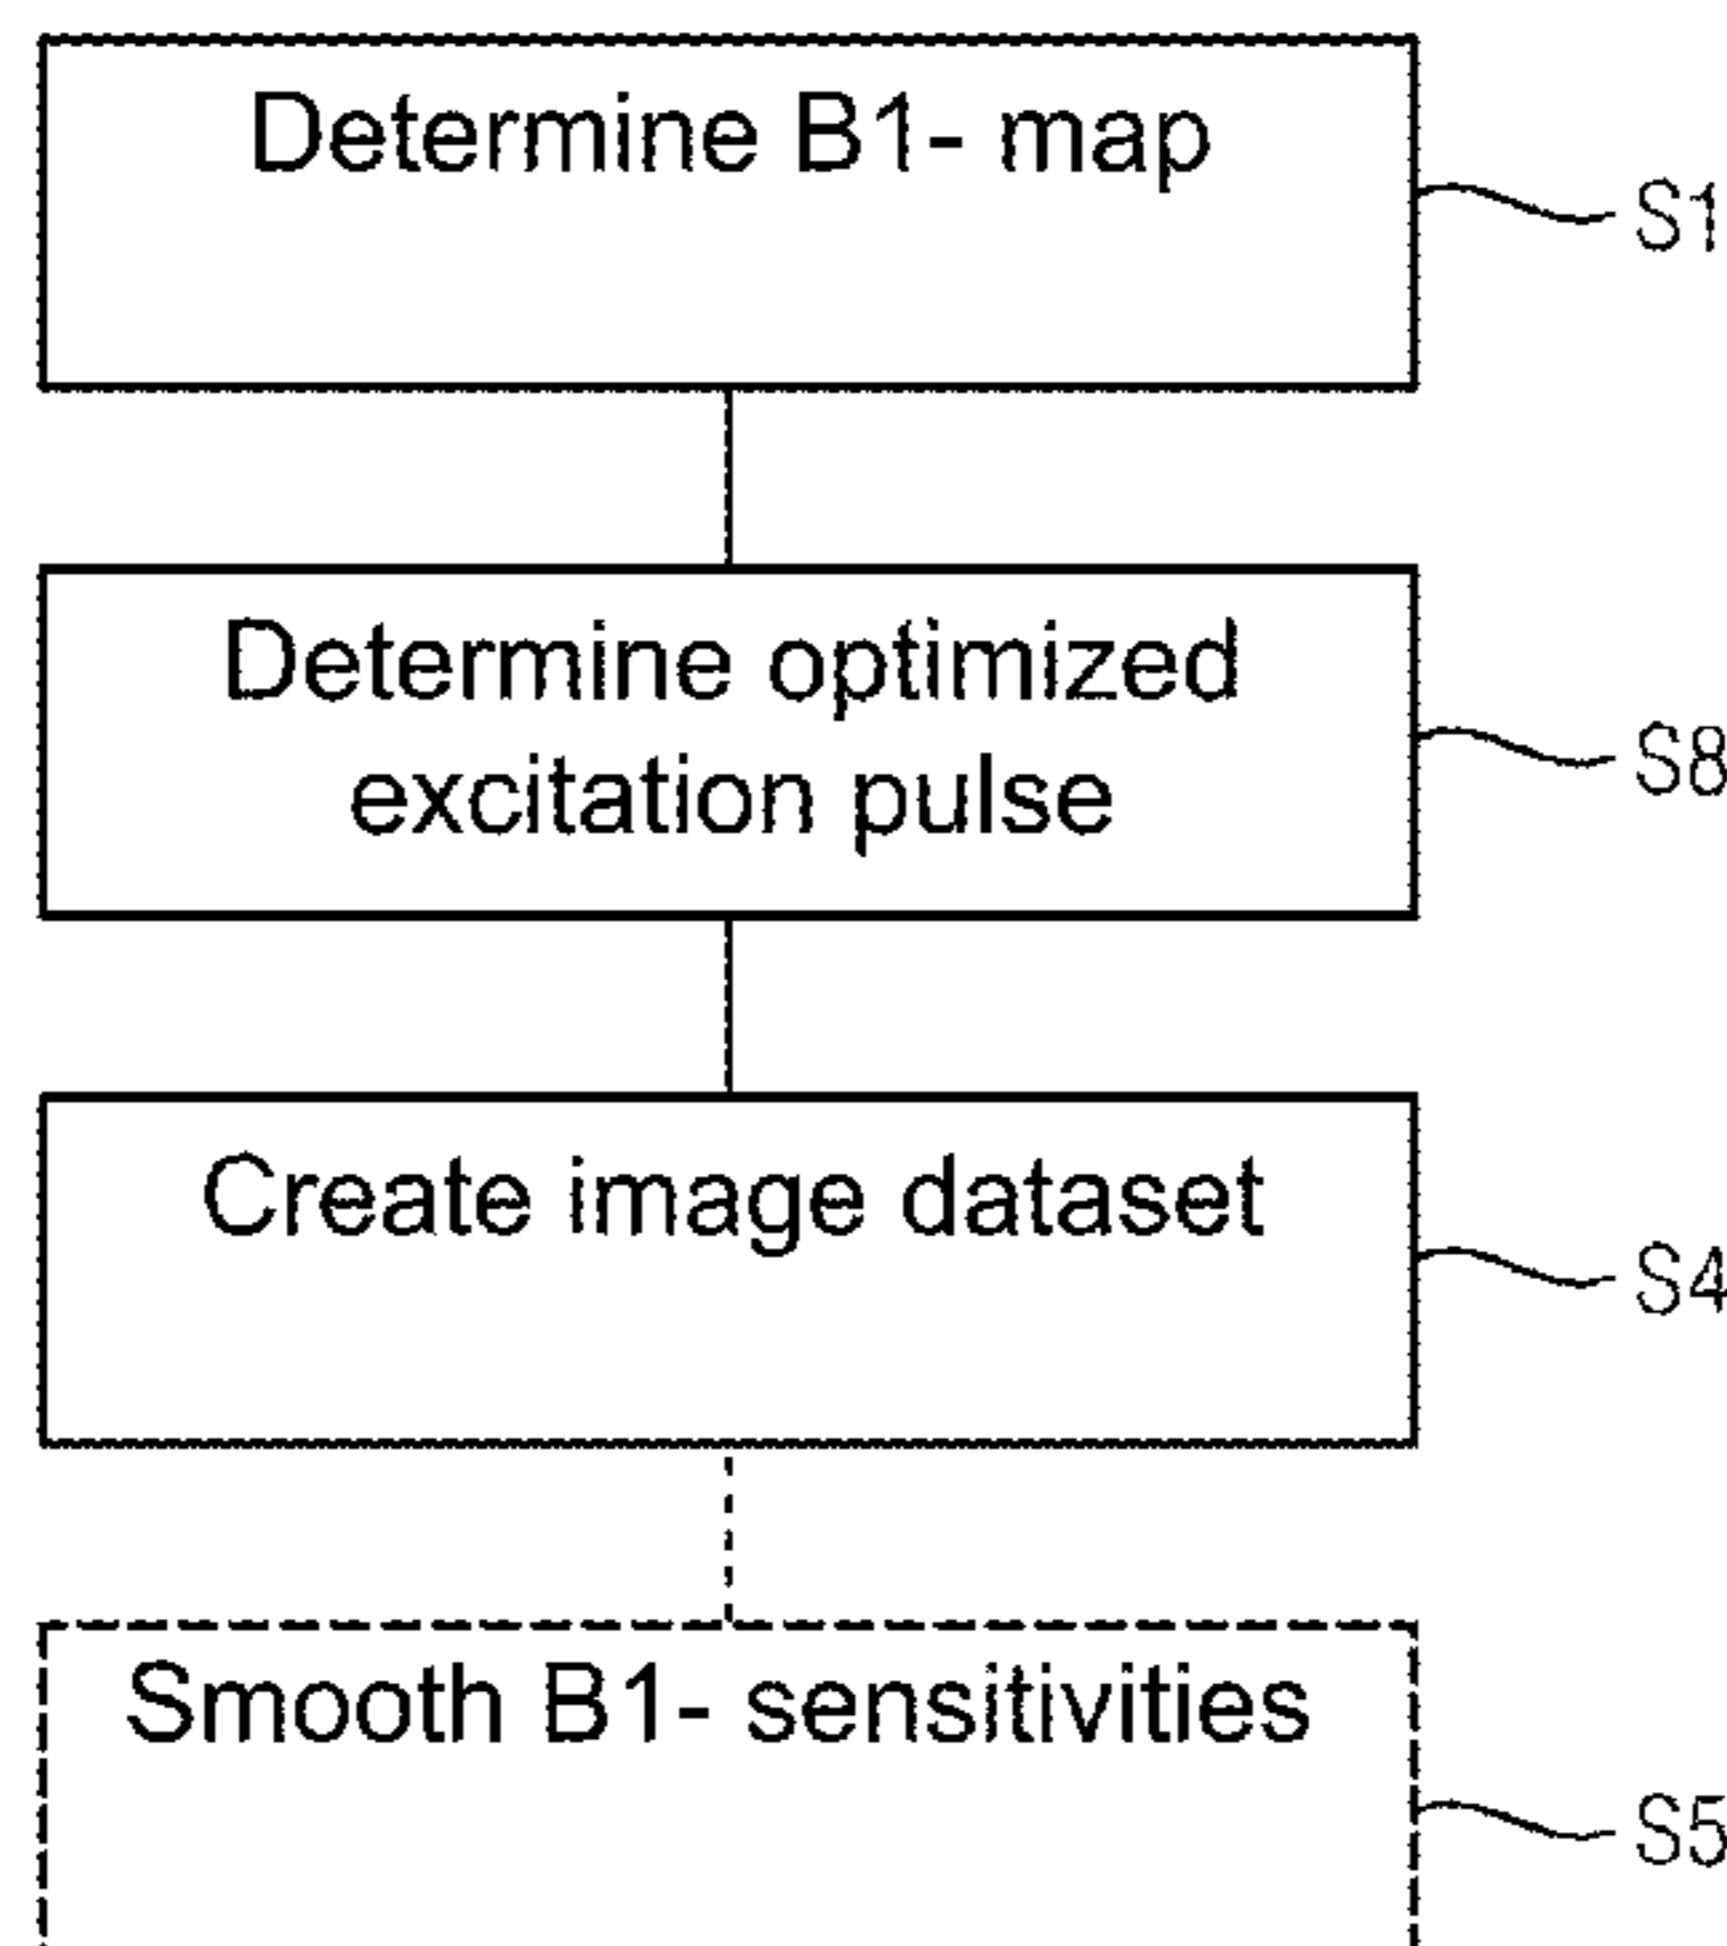 Determine B1- map
S1
Determine optimized
excitation pulse
S8
Create image dataset
S4
Smooth B1- sensitivities
S5